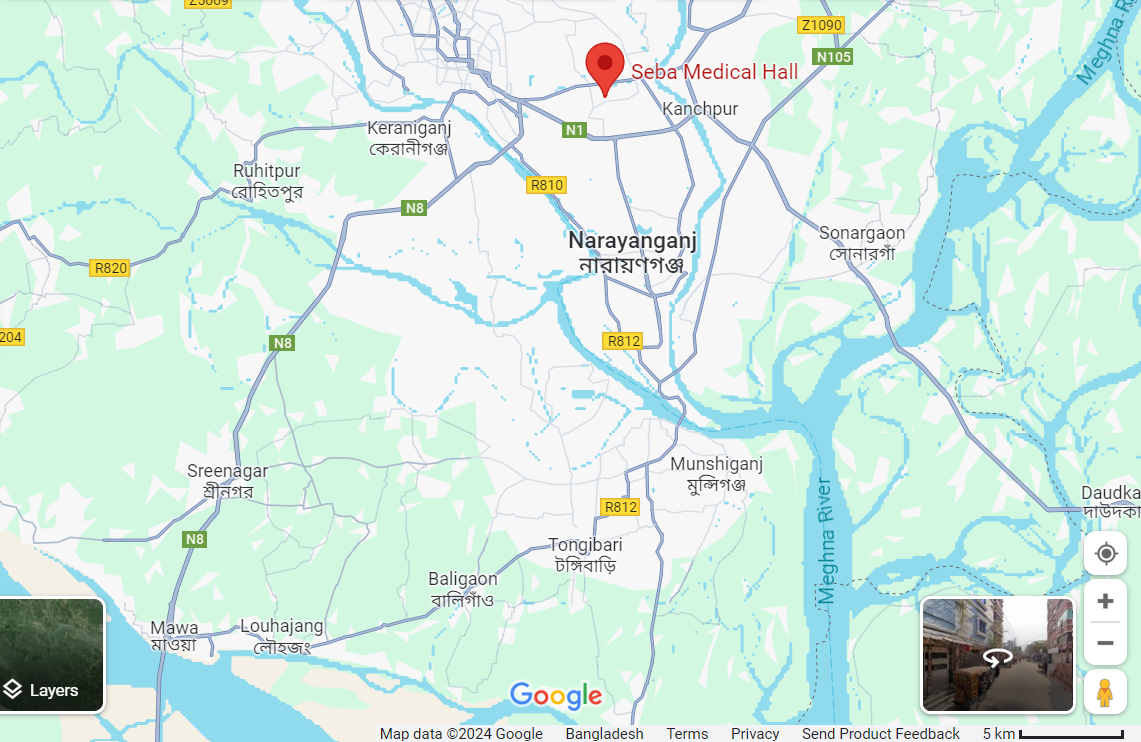 Z5069
Z1090
N105
Meghna R
Seba Medical Hall
Kanchpur
N1
Keraniganj
কেরানীগঞ্জ
Ruhitpur
রোহিতপুর
R810
N8
Sonargaon
সোনারগাঁ
Narayanganj
নারায়ণগঞ্জ
R820
204
N8
R812
Sreenagar
শ্রীনগর
Munshiganj
মুন্সিগঞ্জ
Daudka
দাউদকা
R812
N8
Meghna River
Tongibari
টঙ্গিবাড়ি
Baligaon
বালিগাঁও
Mawa
মাওয়া
Louhajang
লৌহজং
Layers
Google
Map data ©2024 Google Bangladesh Terms Privacy Send Product Feedback 5 km